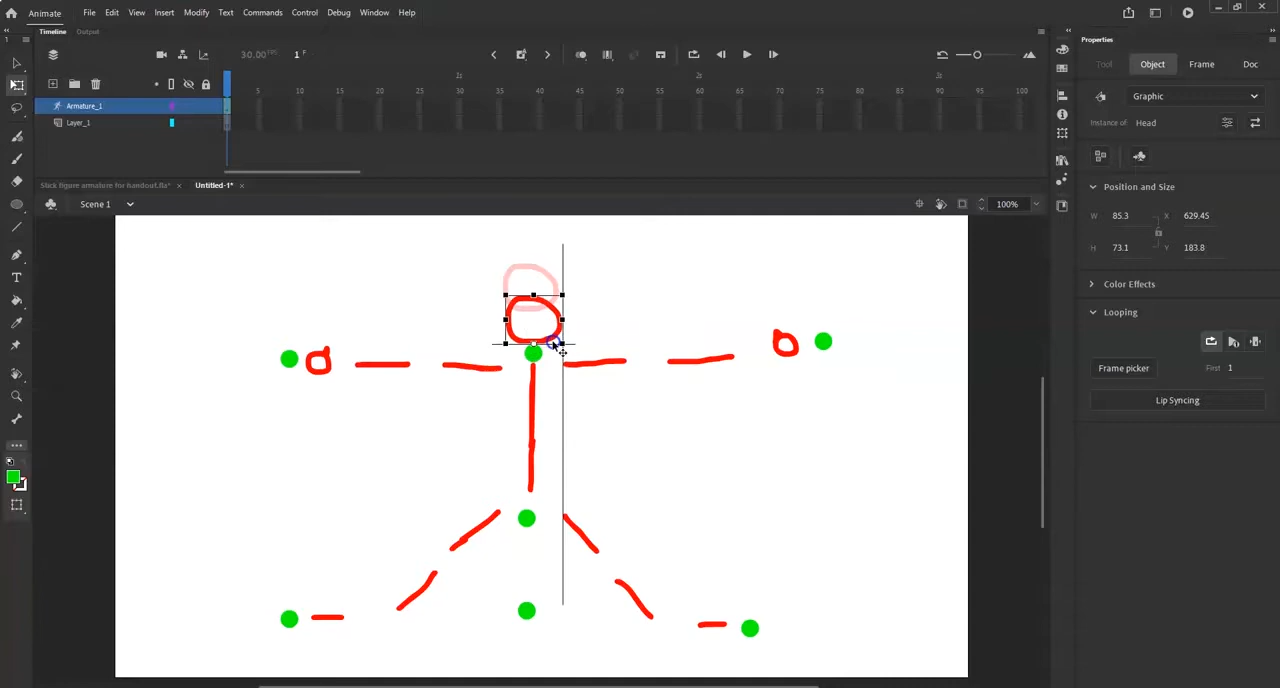 Animate File Edit View Insert Modify Text Commands Control Debug Window Help
Timeline Output
30.00 FPS 1 F
1s 2s 3s
5 10 15 20 25 30 35 40 45 50 55 60 65 70 75 80 85 90 95 100
Armature_1
Layer_1
Stick figure armature for handout.fla* × Untitled-1* ×
Scene 1 100%
Properties
Tool Object Frame Doc
Graphic
Instance of: Head
Position and Size
W 85.3 X 629.45
H 73.1 Y 183.8
Color Effects
Looping
Frame picker First 1
Lip Syncing